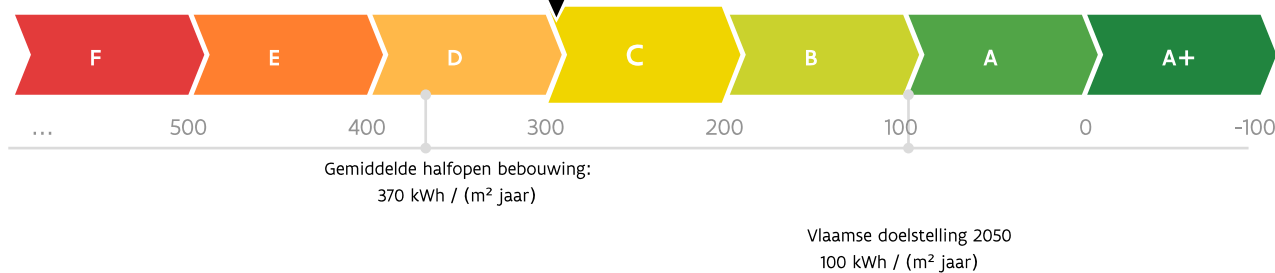 F E D C B A A+
... 500 400 300 200 100 0 -100
Gemiddelde halfopen bebouwing:
370 kWh / (m² jaar)
Vlaamse doelstelling 2050
100 kWh / (m² jaar)